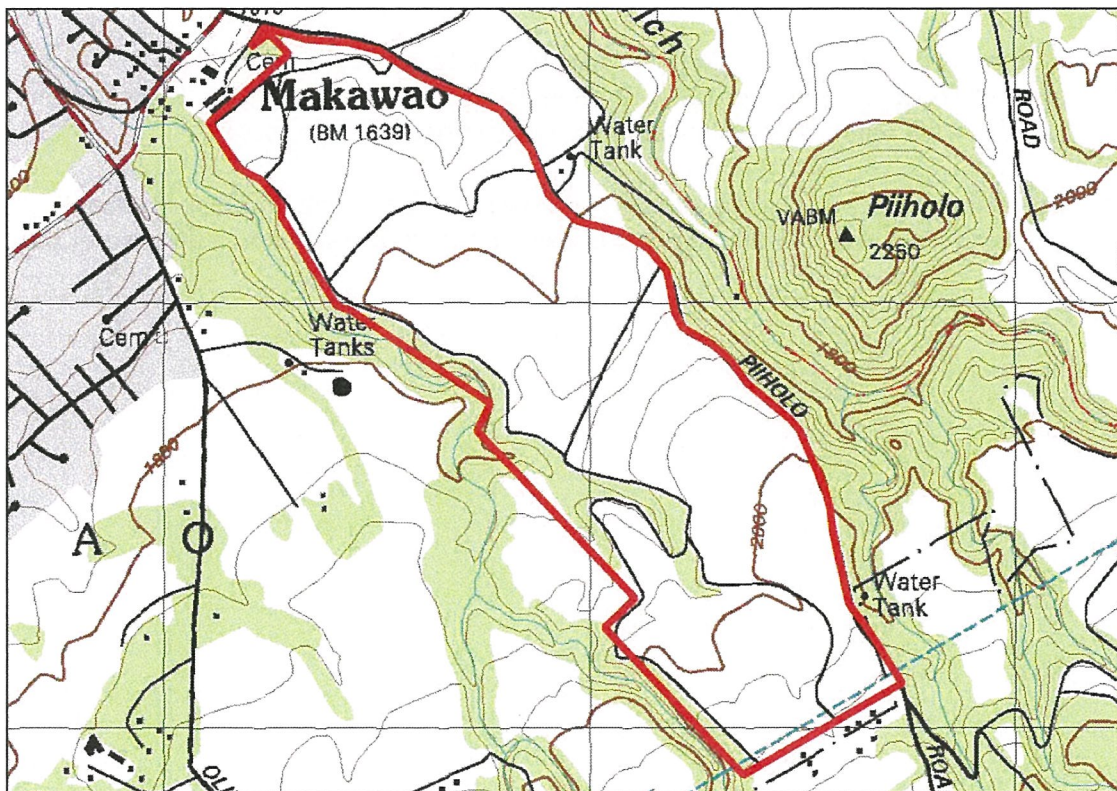 Cem
Makawao
(BM 1639)
Water
Tank
ROAD
2000
VABM
Piiholo
2260
Water
Tanks
Cem
1800
1800
PIIHOLO
2000
A O
Water
Tank